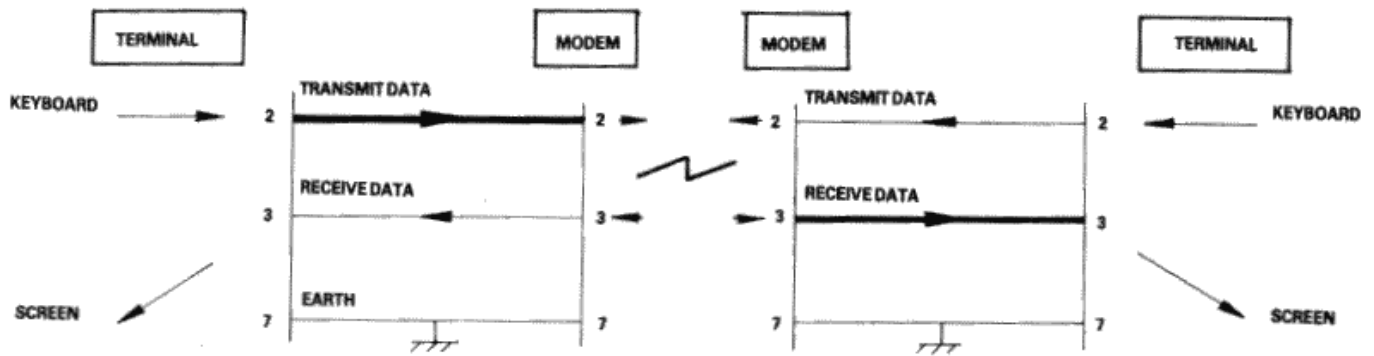 TERMINAL
MODEM
MODEM
TERMINAL
KEYBOARD
2
TRANSMIT DATA
2
2
TRANSMIT DATA
2
KEYBOARD
3
RECEIVE DATA
3
3
RECEIVE DATA
3
SCREEN
7
EARTH
7
7
7
SCREEN